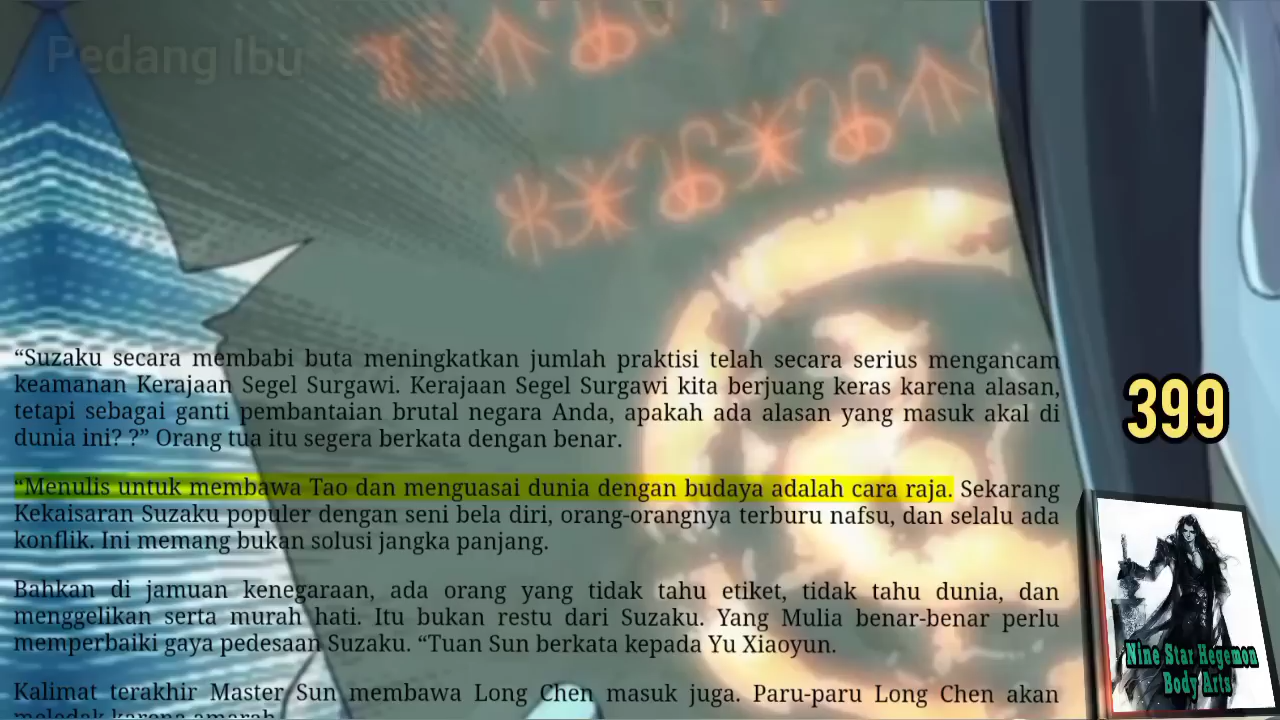 Pedang Ibu
“Suzaku secara membabi buta meningkatkan jumlah praktisi telah secara serius mengancam
keamanan Kerajaan Segel Surgawi. Kerajaan Segel Surgawi kita berjuang keras karena alasan,
tetapi sebagai ganti pembantaian brutal negara Anda, apakah ada alasan yang masuk akal di
dunia ini? ?” Orang tua itu segera berkata dengan benar.
“Menulis untuk membawa Tao dan menguasai dunia dengan budaya adalah cara raja. Sekarang
Kekaisaran Suzaku populer dengan seni bela diri, orang-orangnya terburu nafsu, dan selalu ada
konflik. Ini memang bukan solusi jangka panjang.
Bahkan di jamuan kenegaraan, ada orang yang tidak tahu etiket, tidak tahu dunia, dan
menggelikan serta murah hati. Itu bukan restu dari Suzaku. Yang Mulia benar-benar perlu
memperbaiki gaya pedesaan Suzaku. “Tuan Sun berkata kepada Yu Xiaoyun.
Kalimat terakhir Master Sun membawa Long Chen masuk juga. Paru-paru Long Chen akan
meledak karena amarah.
399
Nine Star Hegemon
Body Arts